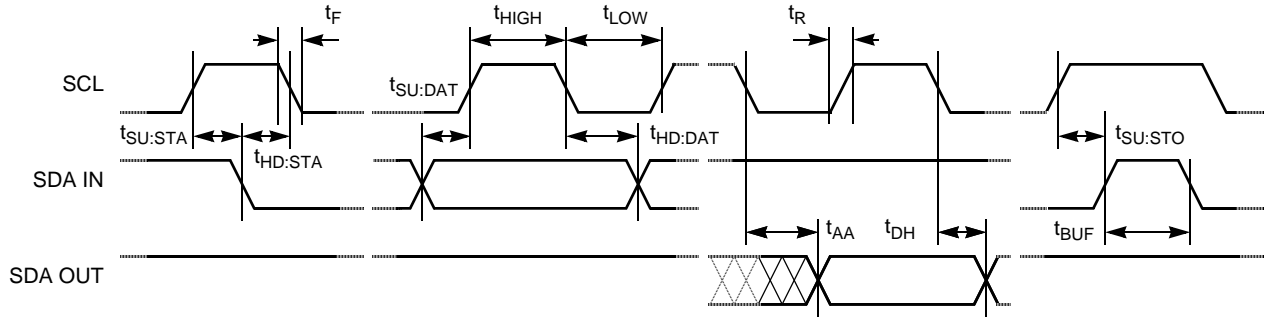 tF
tHIGH
tLOW
tR
SCL
tSU:DAT
tSU:STA
tHD:STA
tHD:DAT
tSU:STO
SDA IN
tAA
tDH
tBUF
SDA OUT